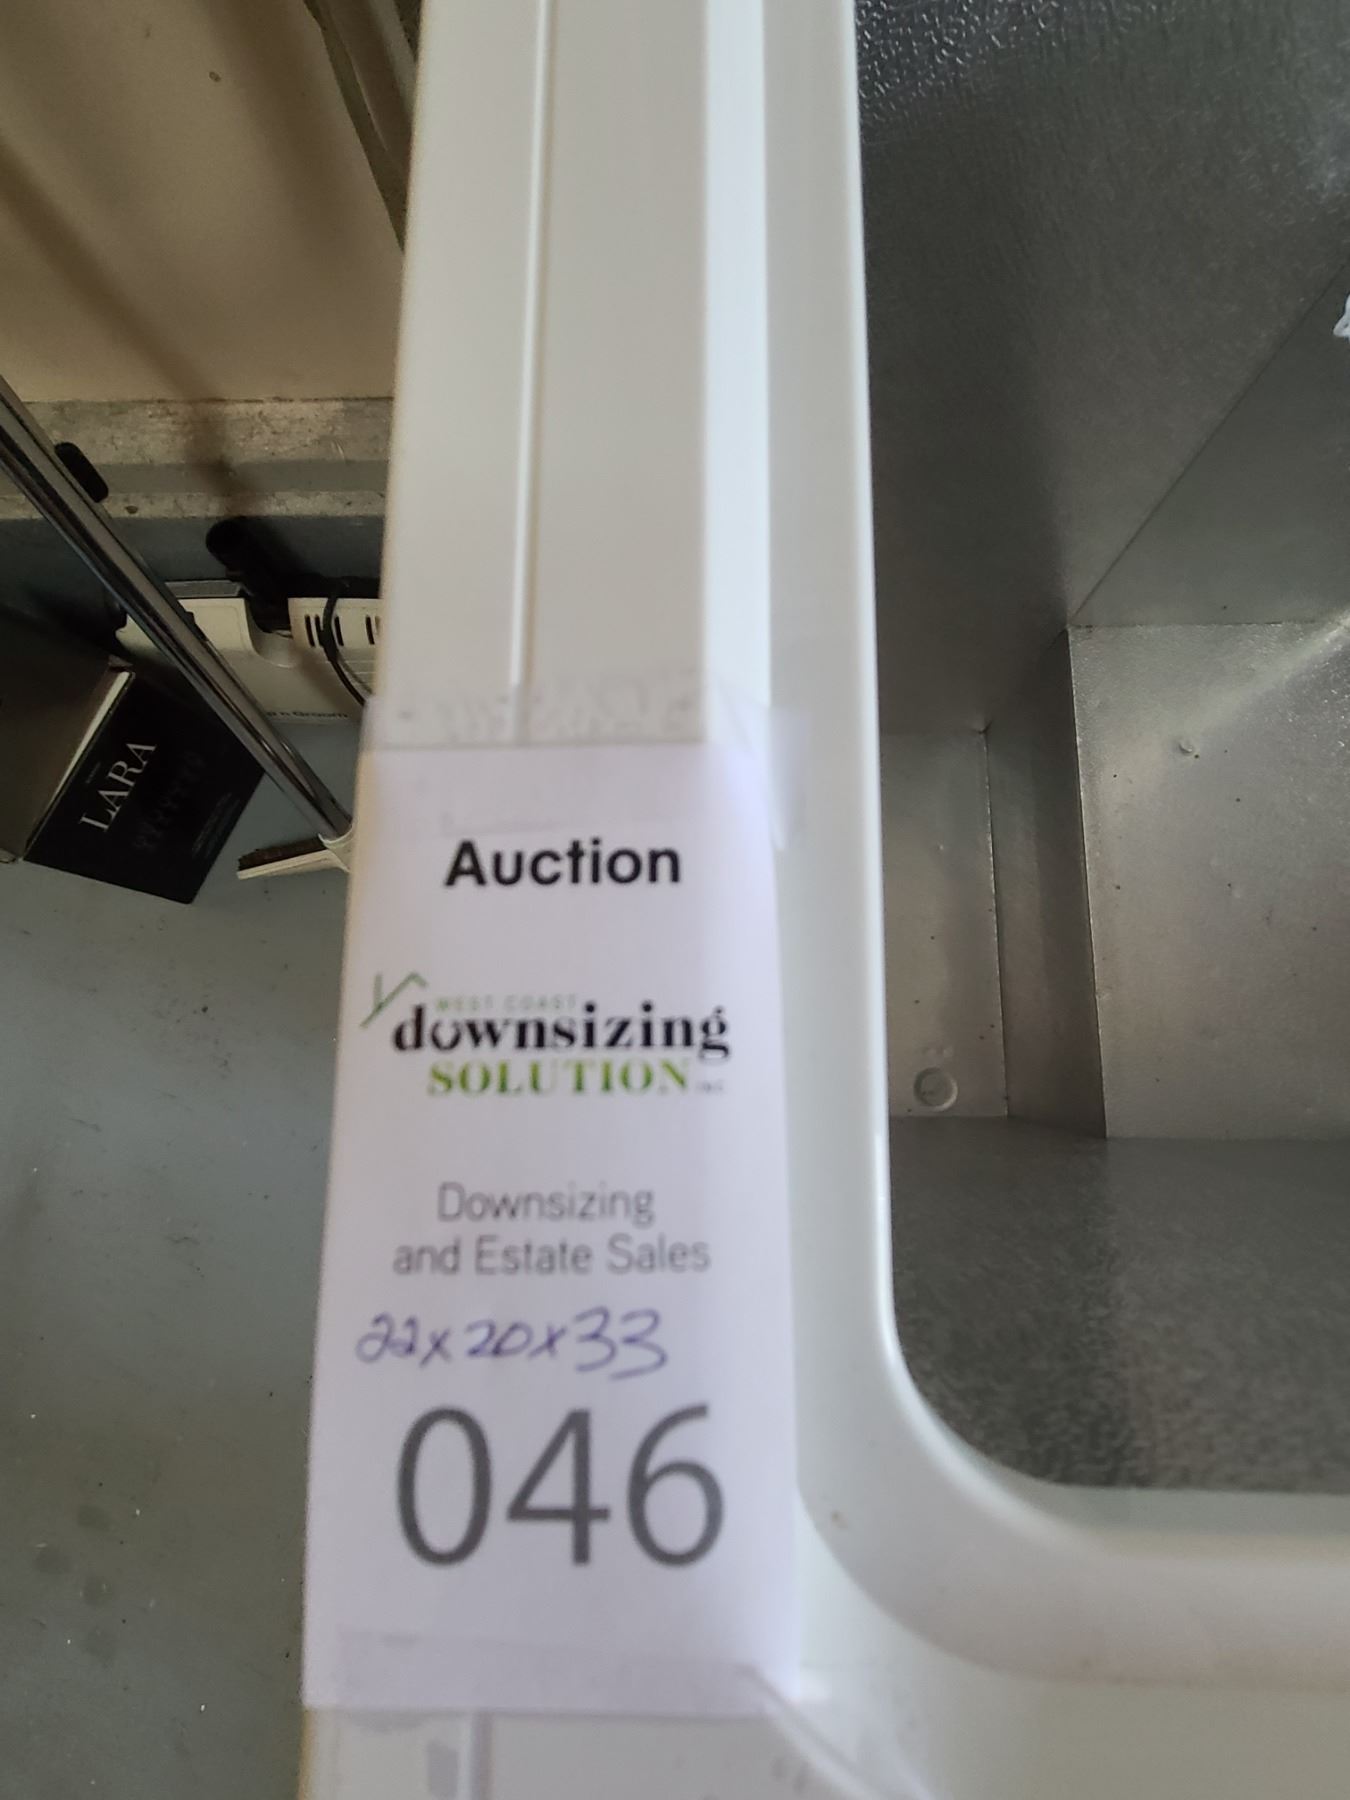 LARA
Auction
WEST COAST
downsizing
SOLUTION
Downsizing
and Estate Sales
22x20x33
046